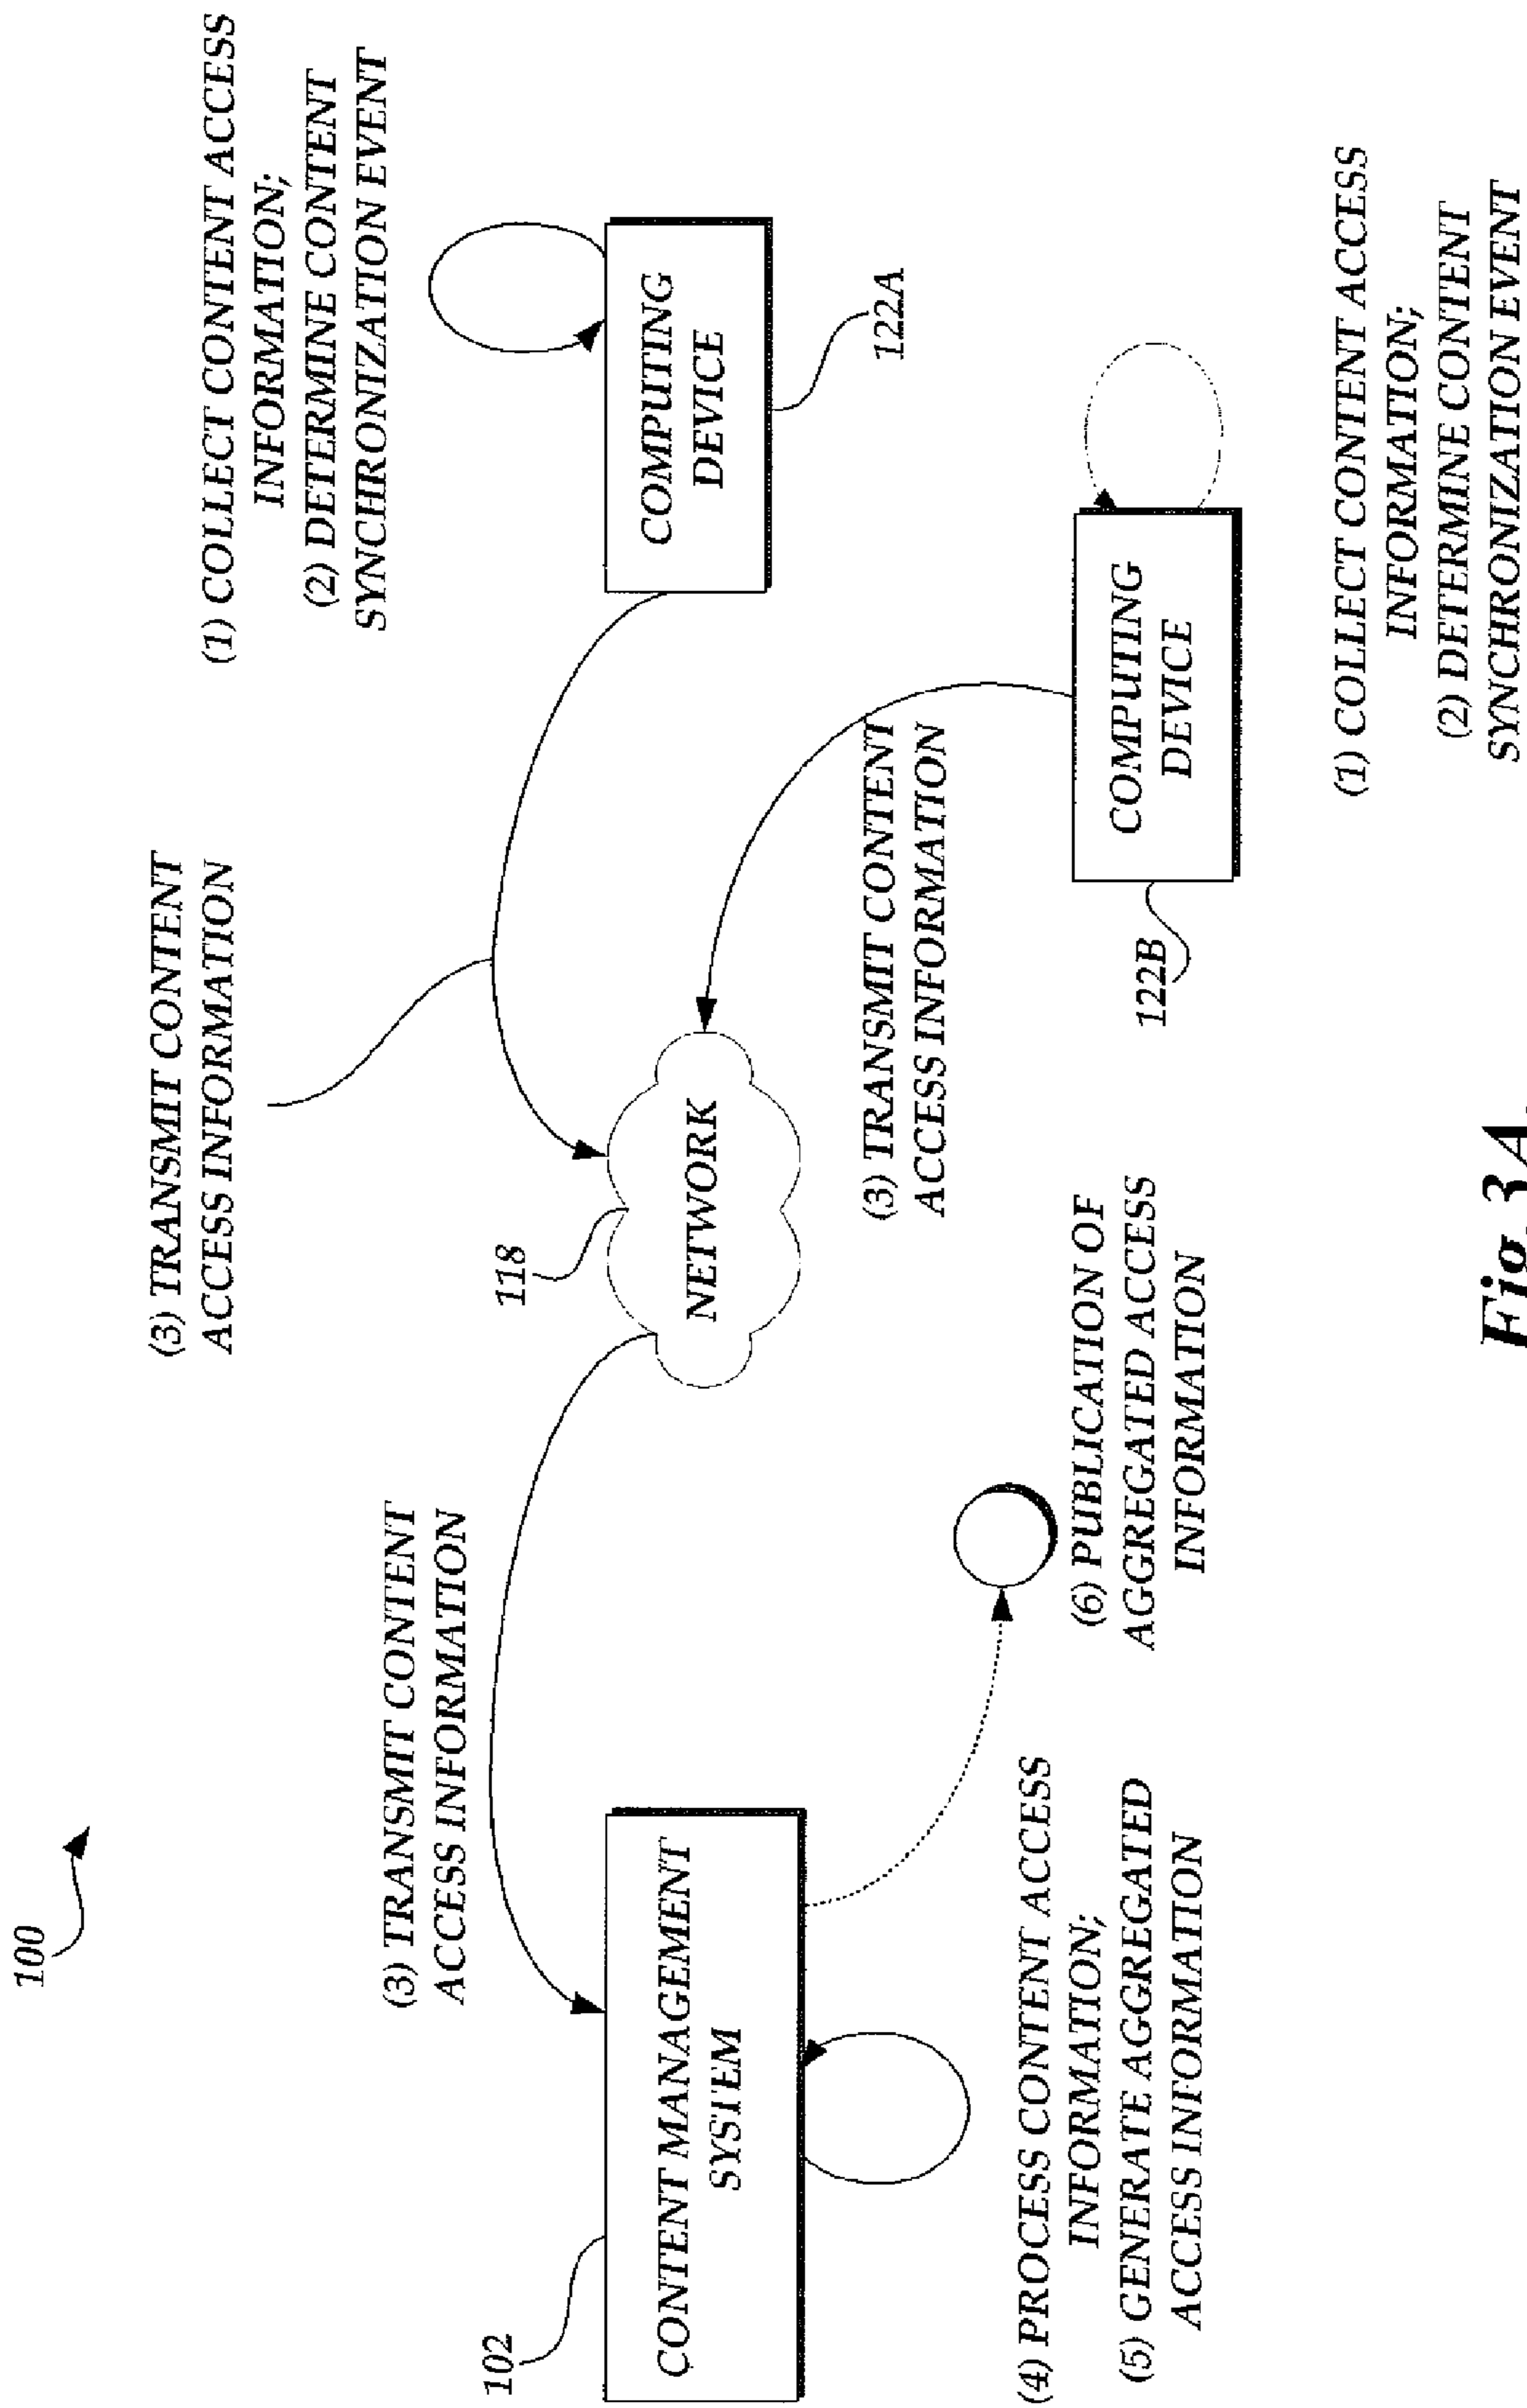 100
(3) TRANSMIT CONTENT
ACCESS INFORMATION
(1) COLLECT CONTENT ACCESS
INFORMATION;
(2) DETERMINE CONTENT
SYNCHRONIZATION EVENT
(3) TRANSMIT CONTENT
ACCESS INFORMATION
102
118
CONTENT MANAGEMENT
SYSTEM
NETWORK
COMPUTING
DEVICE
122A
(3) TRANSMIT CONTENT
ACCESS INFORMATION
(4) PROCESS CONTENT ACCESS
INFORMATION;
(5) GENERATE AGGREGATED
ACCESS INFORMATION
(6) PUBLICATION OF
AGGREGATED ACCESS
INFORMATION
122B
COMPUTING
DEVICE
(1) COLLECT CONTENT ACCESS
INFORMATION;
(2) DETERMINE CONTENT
SYNCHRONIZATION EVENT
Fig. 3A.